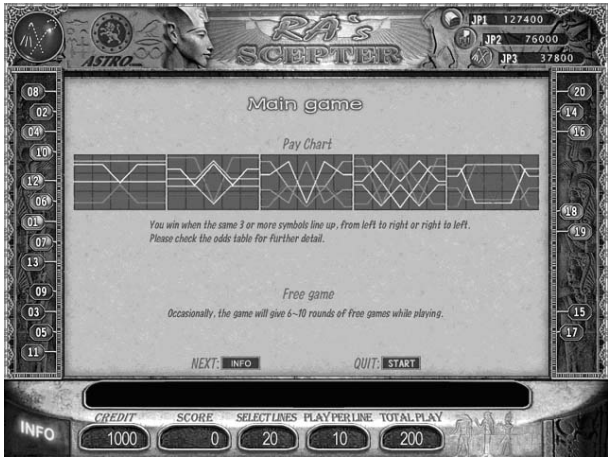 RA's
SCEPTER
ASTRO
JP1 127400
JP2 76000
JP3 37800
08
02
04
10
12
06
01
07
13
09
03
05
11
20
14
16
18
19
15
17
Main game
Pay Chart
You win when the same 3 or more symbols line up, from left to right or right to left.
Please check the odds table for further detail.
Free game
Occasionally, the game will give 6~10 rounds of free games while playing.
NEXT: INFO QUIT: START
INFO
CREDIT SCORE SELECT LINES PLAY PER LINE TOTAL PLAY
1000 0 20 10 200